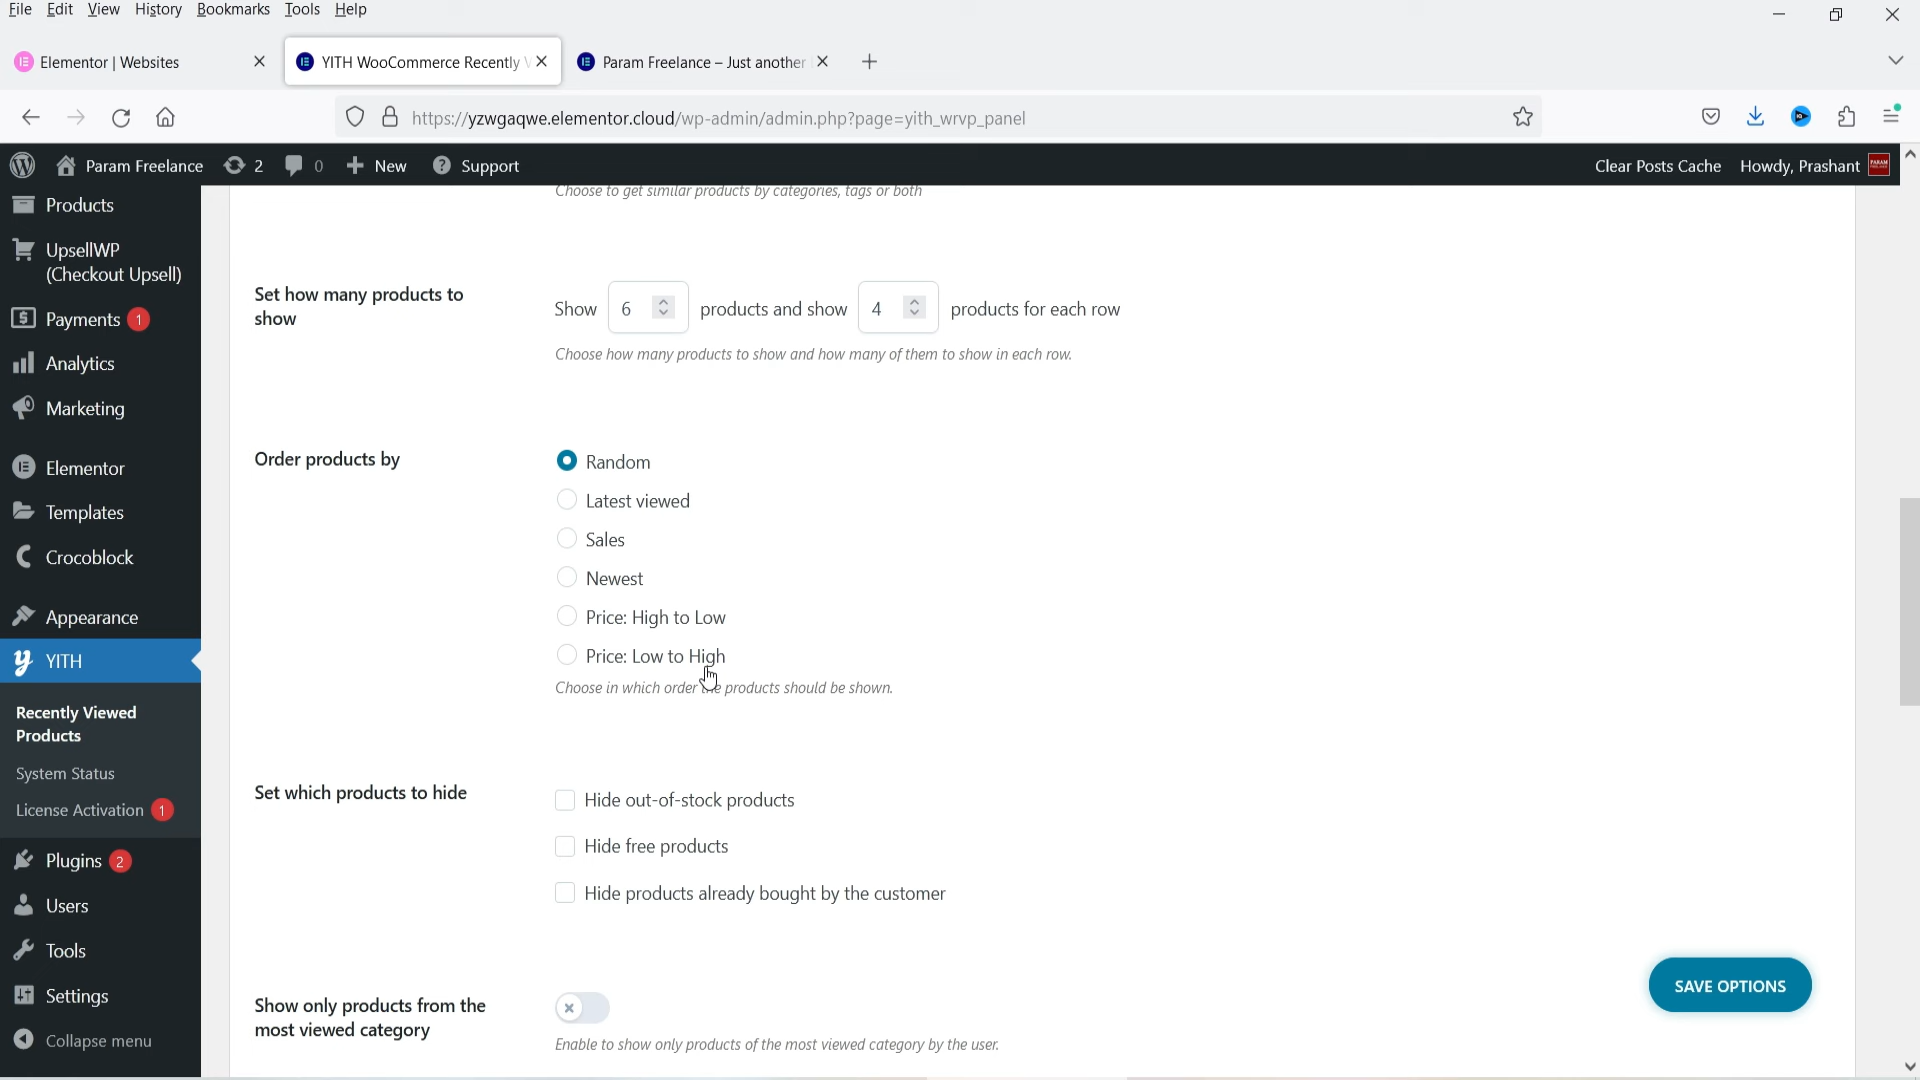 File Edit View History Bookmarks Tools Help
Elementor | Websites
YITH WooCommerce Recently
Param Freelance – Just another
https://yzwgaqwe.elementor.cloud/wp-admin/admin.php?page=yith_wrvp_panel
Param Freelance 2 0 New Support
Clear Posts Cache Howdy, Prashant
Products
UpsellWP
(Checkout Upsell)
Payments 1
Analytics
Marketing
Elementor
Templates
Crocoblock
Appearance
YITH
Recently Viewed
Products
System Status
License Activation 1
Plugins 2
Users
Tools
Settings
Collapse menu
Choose to get similar products by categories, tags or both
Set how many products to
show
Show 6 products and show 4 products for each row
Choose how many products to show and how many of them to show in each row.
Order products by
Random
Latest viewed
Sales
Newest
Price: High to Low
Price: Low to High
Choose in which order the products should be shown.
Set which products to hide
Hide out-of-stock products
Hide free products
Hide products already bought by the customer
Show only products from the
most viewed category
Enable to show only products of the most viewed category by the user.
SAVE OPTIONS